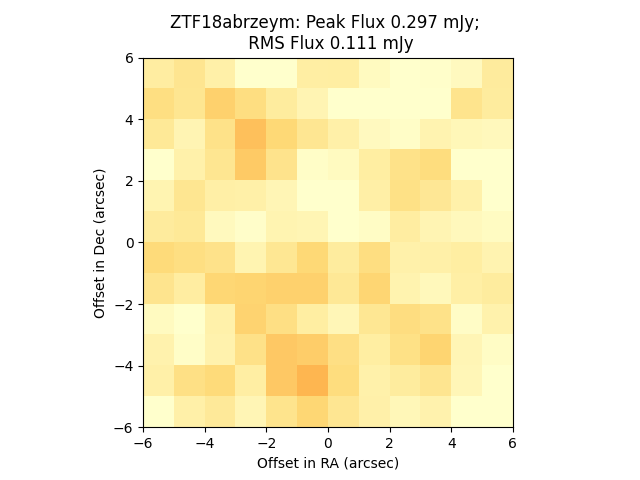 ZTF18abrzeym: Peak Flux 0.297 mJy;
RMS Flux 0.111 mJy
6
4
2
0
−2
−4
−6
Offset in Dec (arcsec)
−6 −4 −2 0 2 4 6
Offset in RA (arcsec)